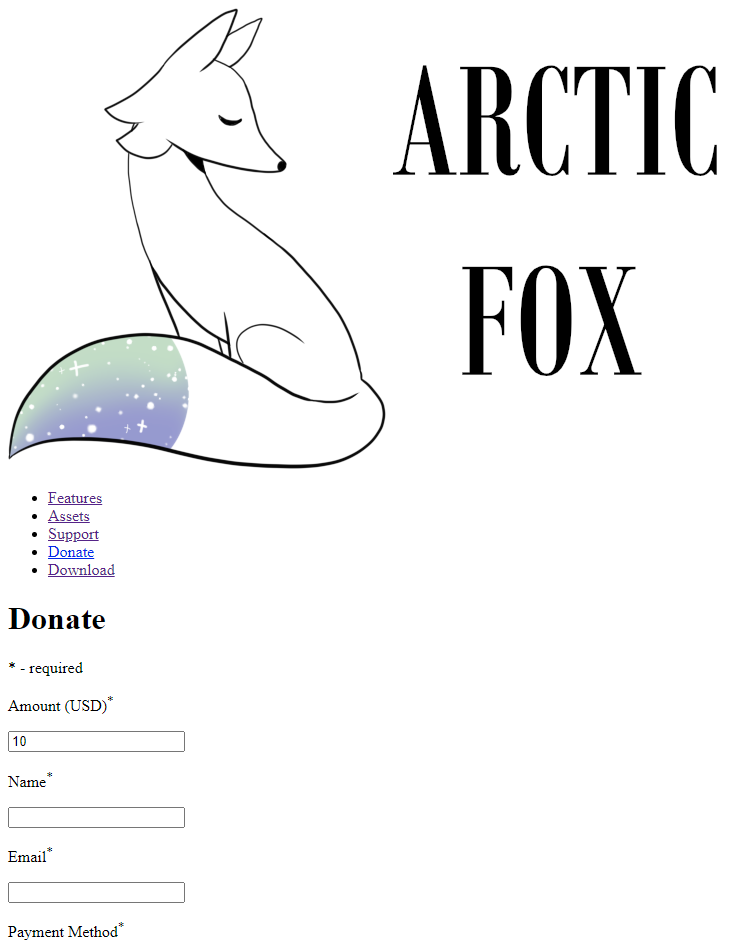 ARCTIC
FOX
Features
Assets
Support
Donate
Download
Donate
* - required
Amount (USD)*
10
Name*
Email*
Payment Method*